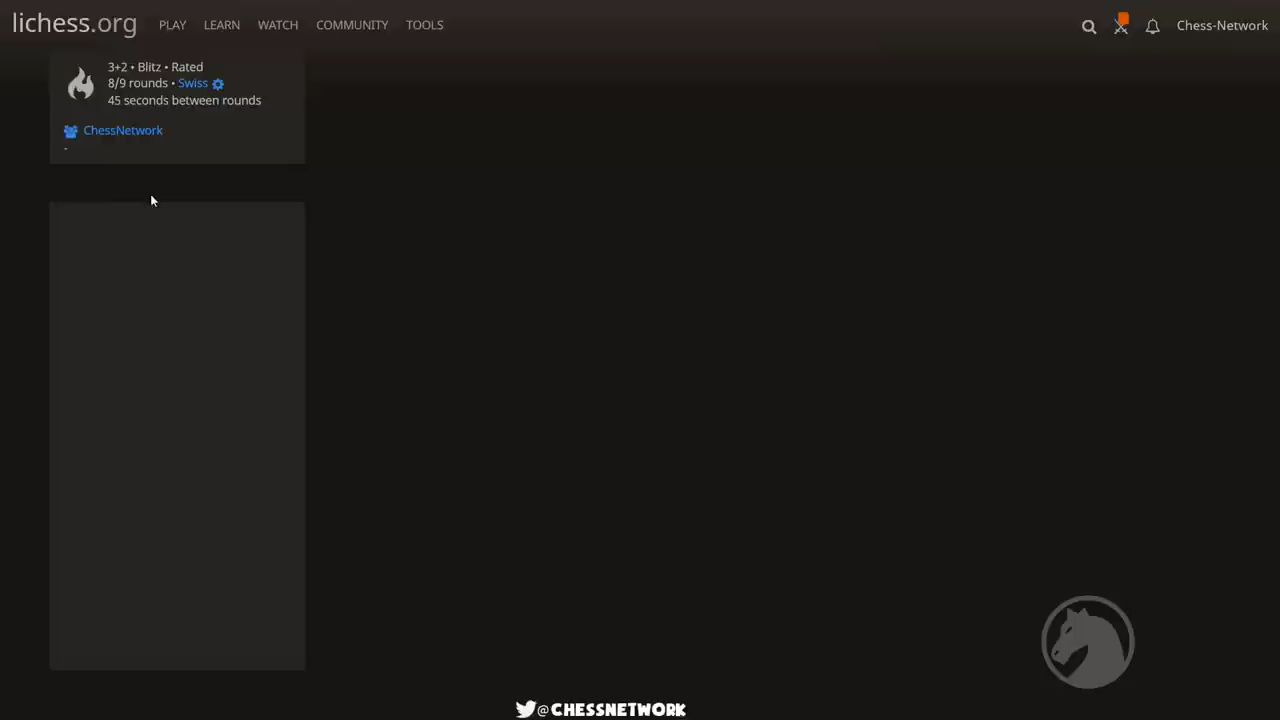 lichess.org PLAY LEARN WATCH COMMUNITY TOOLS Chess-Network
3+2 • Blitz • Rated
8/9 rounds • Swiss
45 seconds between rounds
ChessNetwork
-
@CHESSNETWORK